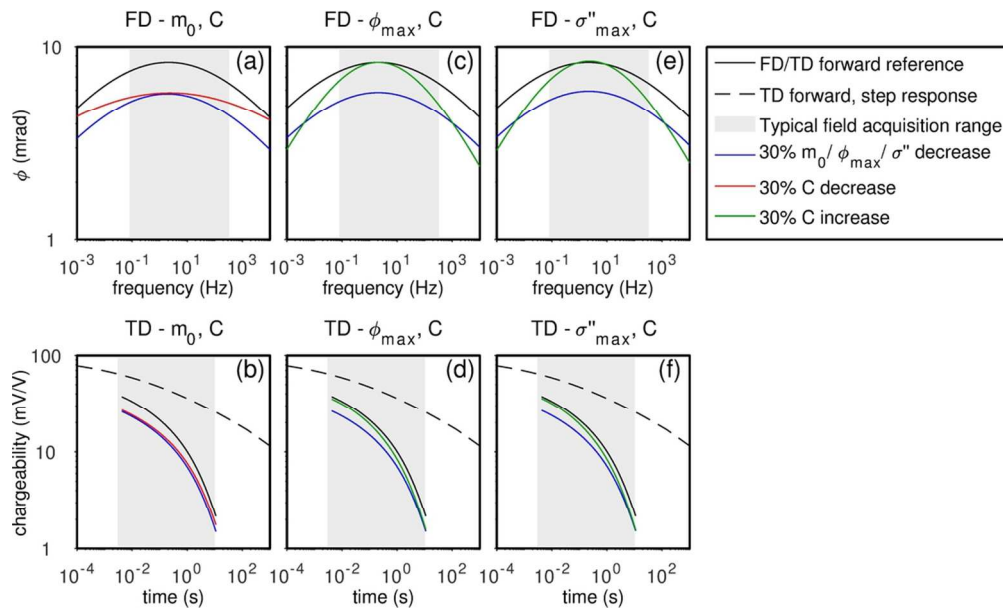 FD - m₀, C
FD - ϕₘₐₓ, C
FD - σ''ₘₐₓ, C
10
1
ϕ (mrad)
(a)
(c)
(e)
10⁻³ 10⁻¹ 10¹ 10³
10⁻³ 10⁻¹ 10¹ 10³
10⁻³ 10⁻¹ 10¹ 10³
frequency (Hz)
frequency (Hz)
frequency (Hz)
FD/TD forward reference
TD forward, step response
Typical field acquisition range
30% m₀/ ϕₘₐₓ/ σ'' decrease
30% C decrease
30% C increase
TD - m₀, C
TD - ϕₘₐₓ, C
TD - σ''ₘₐₓ, C
100
10
1
chargeability (mV/V)
(b)
(d)
(f)
10⁻⁴ 10⁻² 10⁰ 10²
10⁻⁴ 10⁻² 10⁰ 10²
10⁻⁴ 10⁻² 10⁰ 10²
time (s)
time (s)
time (s)